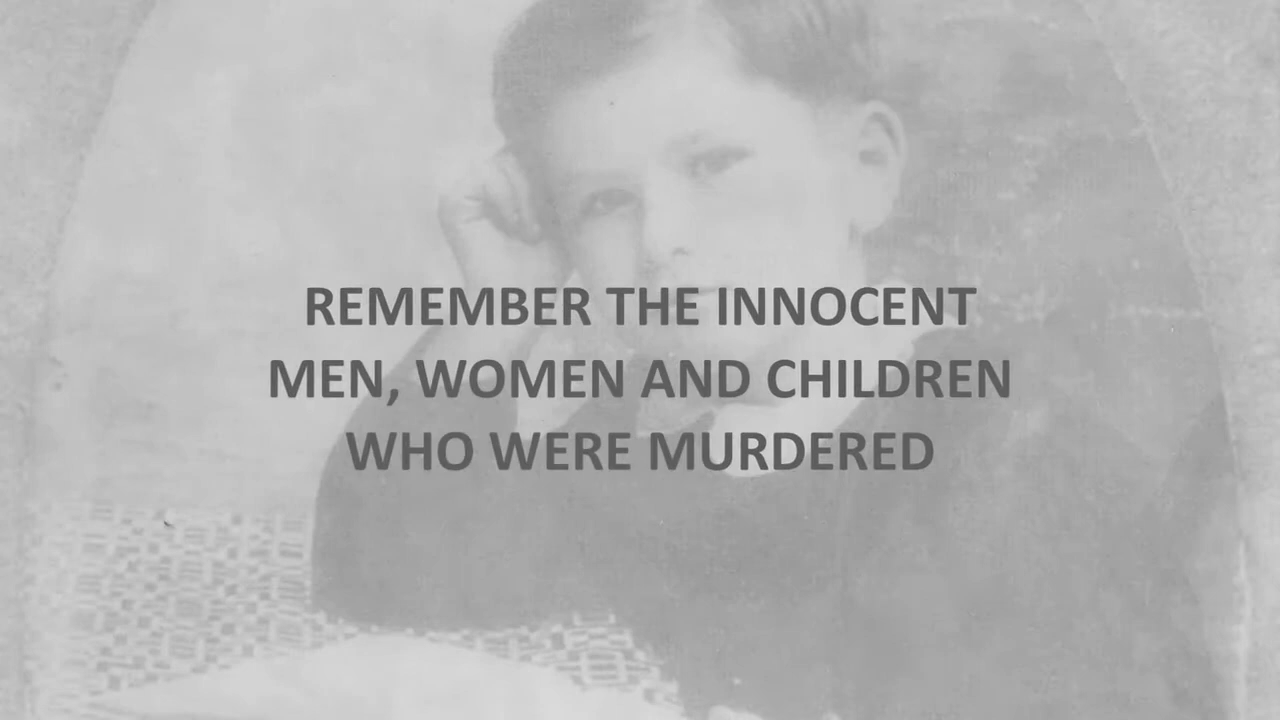 REMEMBER THE INNOCENT
MEN, WOMEN AND CHILDREN
WHO WERE MURDERED